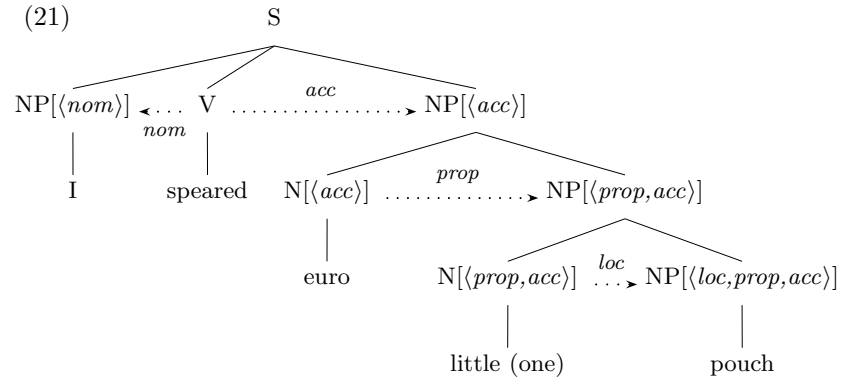 (21) S
NP[⟨nom⟩] V acc NP[⟨acc⟩]
nom
I speared N[⟨acc⟩] prop NP[⟨prop,acc⟩]
euro N[⟨prop,acc⟩] loc NP[⟨loc,prop,acc⟩]
little (one) pouch